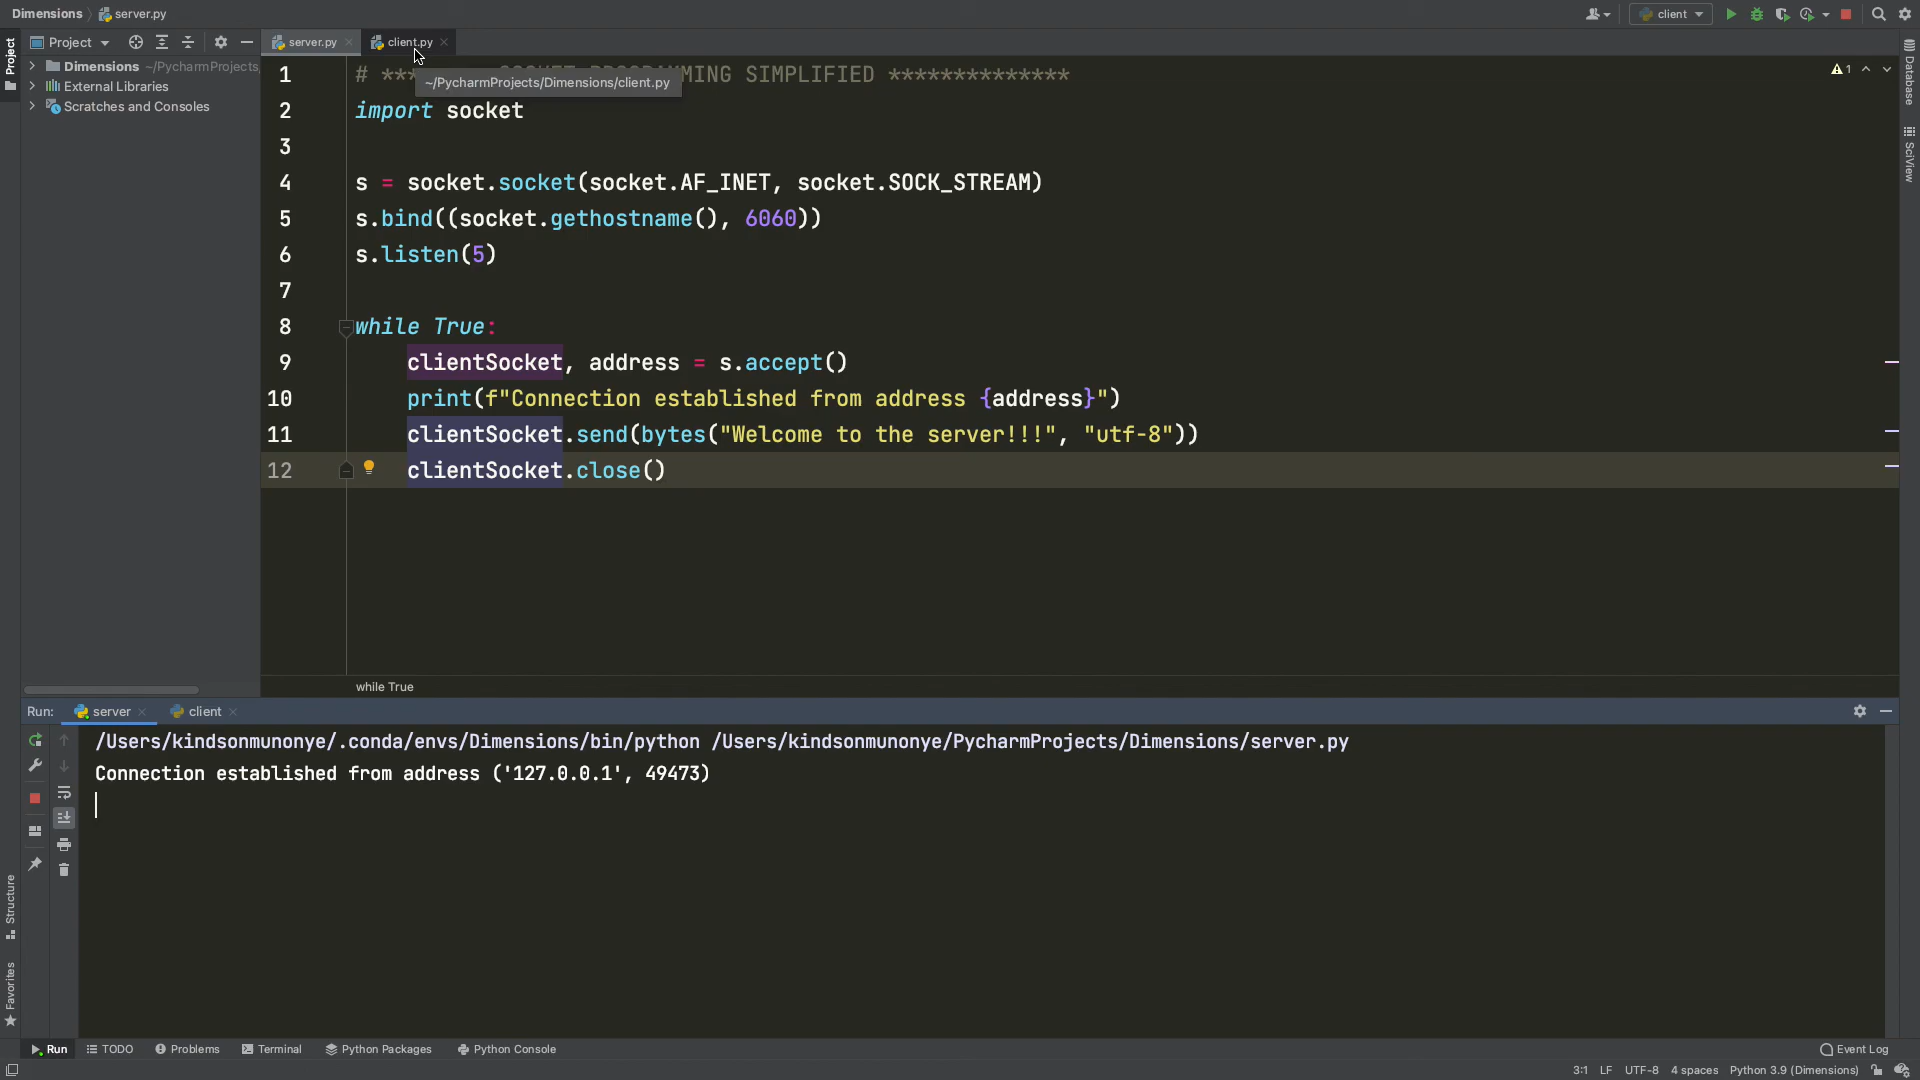 Dimensions server.py client
Project server.py client.py
Dimensions ~/PycharmProjects
External Libraries
Scratches and Consoles
~/PycharmProjects/Dimensions/client.py
1 # *** MING SIMPLIFIED **************
2 import socket
3
4 s = socket.socket(socket.AF_INET, socket.SOCK_STREAM)
5 s.bind((socket.gethostname(), 6060))
6 s.listen(5)
7
8 while True:
9 clientSocket, address = s.accept()
10 print(f"Connection established from address {address}")
11 clientSocket.send(bytes("Welcome to the server!!!", "utf-8"))
12 clientSocket.close()
1
while True
Project
Structure
Favorites
Database
SciView
Run: server client
/Users/kindsonmunonye/.conda/envs/Dimensions/bin/python /Users/kindsonmunonye/PycharmProjects/Dimensions/server.py
Connection established from address ('127.0.0.1', 49473)
Run TODO Problems Terminal Python Packages Python Console Event Log
3:1 LF UTF-8 4 spaces Python 3.9 (Dimensions)